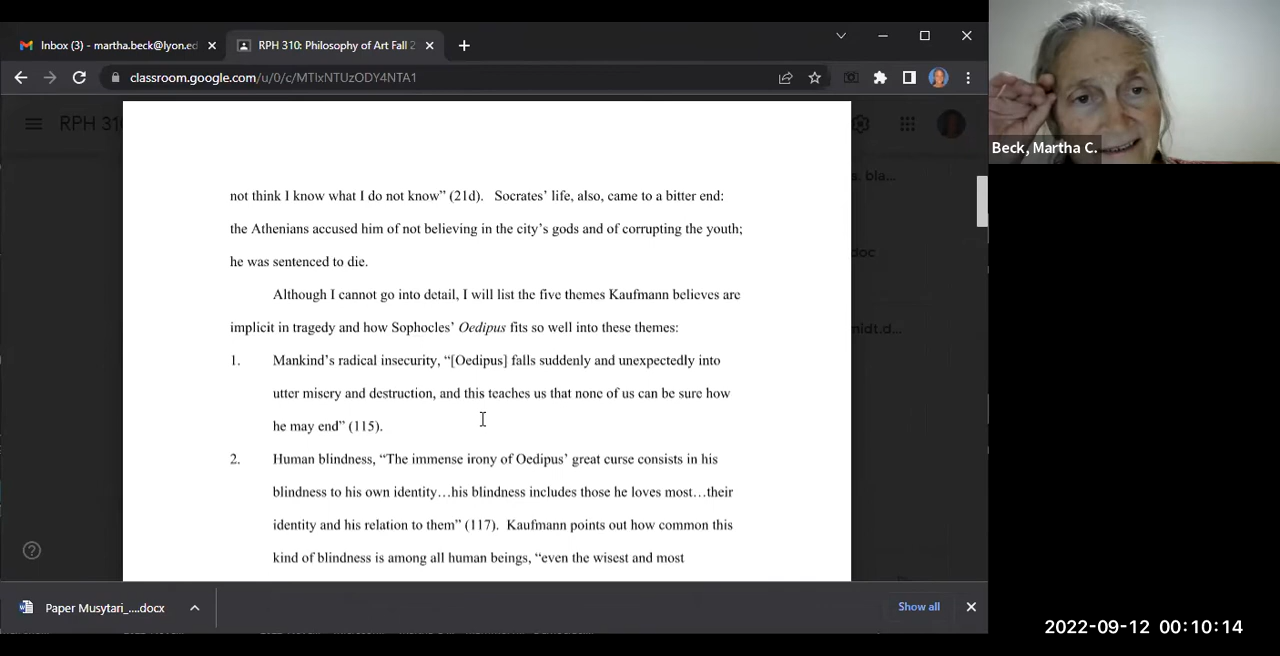 Inbox (3) - martha.beck@lyon.ed
RPH 310: Philosophy of Art Fall 2
classroom.google.com/u/0/c/MTIxNTUzODY4NTA1
RPH 310
s. bla...
doc
nidt.d...
not think I know what I do not know” (21d). Socrates’ life, also, came to a bitter end:
the Athenians accused him of not believing in the city’s gods and of corrupting the youth;
he was sentenced to die.
Although I cannot go into detail, I will list the five themes Kaufmann believes are
implicit in tragedy and how Sophocles’ Oedipus fits so well into these themes:
1. Mankind’s radical insecurity, “[Oedipus] falls suddenly and unexpectedly into
utter misery and destruction, and this teaches us that none of us can be sure how
he may end” (115).
2. Human blindness, “The immense irony of Oedipus’ great curse consists in his
blindness to his own identity…his blindness includes those he loves most…their
identity and his relation to them” (117). Kaufmann points out how common this
kind of blindness is among all human beings, “even the wisest and most
Paper Musytari_....docx
Show all
Beck, Martha C.
2022-09-12 00:10:14